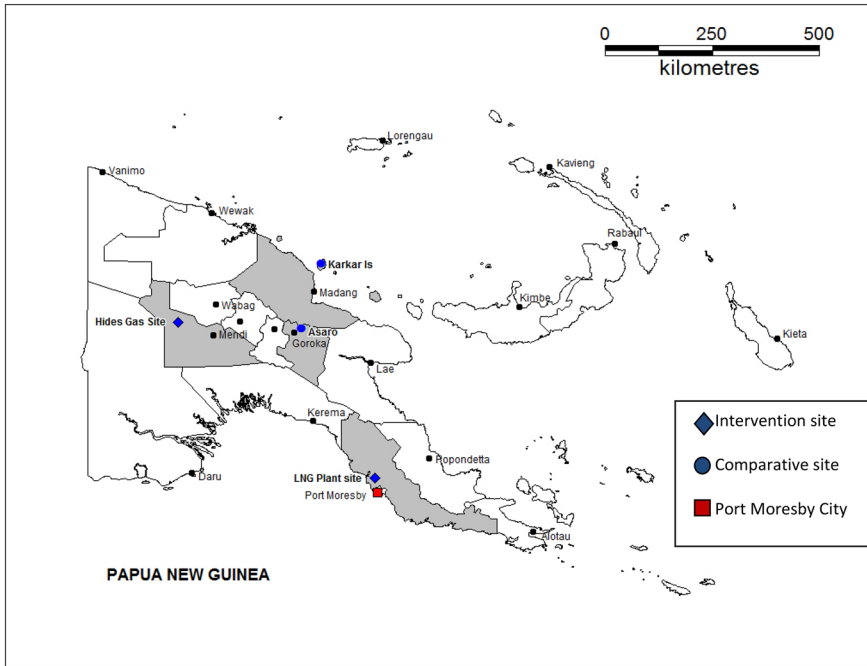 0 250 500
kilometres
Lorengau
Kavieng
Vanimo
Wewak
Rabaul
Karkar Is
Madang
Kimbe
Wabag
Hides Gas Site
Mendi
Asaro
Goroka
Kieta
Lae
Kerema
Popondetta
LNG Plant site
Daru
Port Moresby
Alotau
Intervention site
Comparative site
Port Moresby City
PAPUA NEW GUINEA